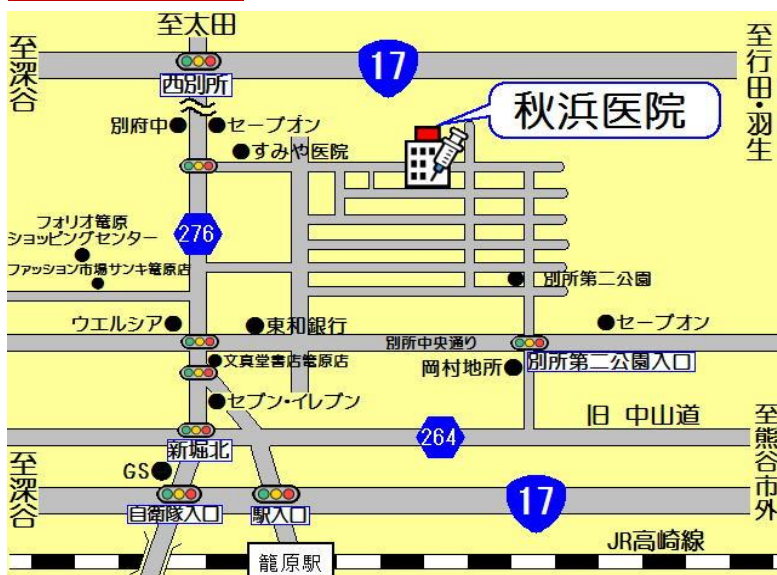 至太田
至深谷
17
至行田・羽生
西別所
秋浜医院
別府中
セーブオン
すみや医院
フォリオ篭原
ショッピングセンター
276
ファッション市場サンキ篭原店
別所第二公園
ウエルシア
東和銀行
セーブオン
別所中央通り
文真堂書店篭原店
岡村地所
別所第二公園入口
セブン・イレブン
旧 中山道
264
至熊谷市外
新堀北
至深谷
GS
自衛隊入口
駅入口
17
JR高崎線
籠原駅